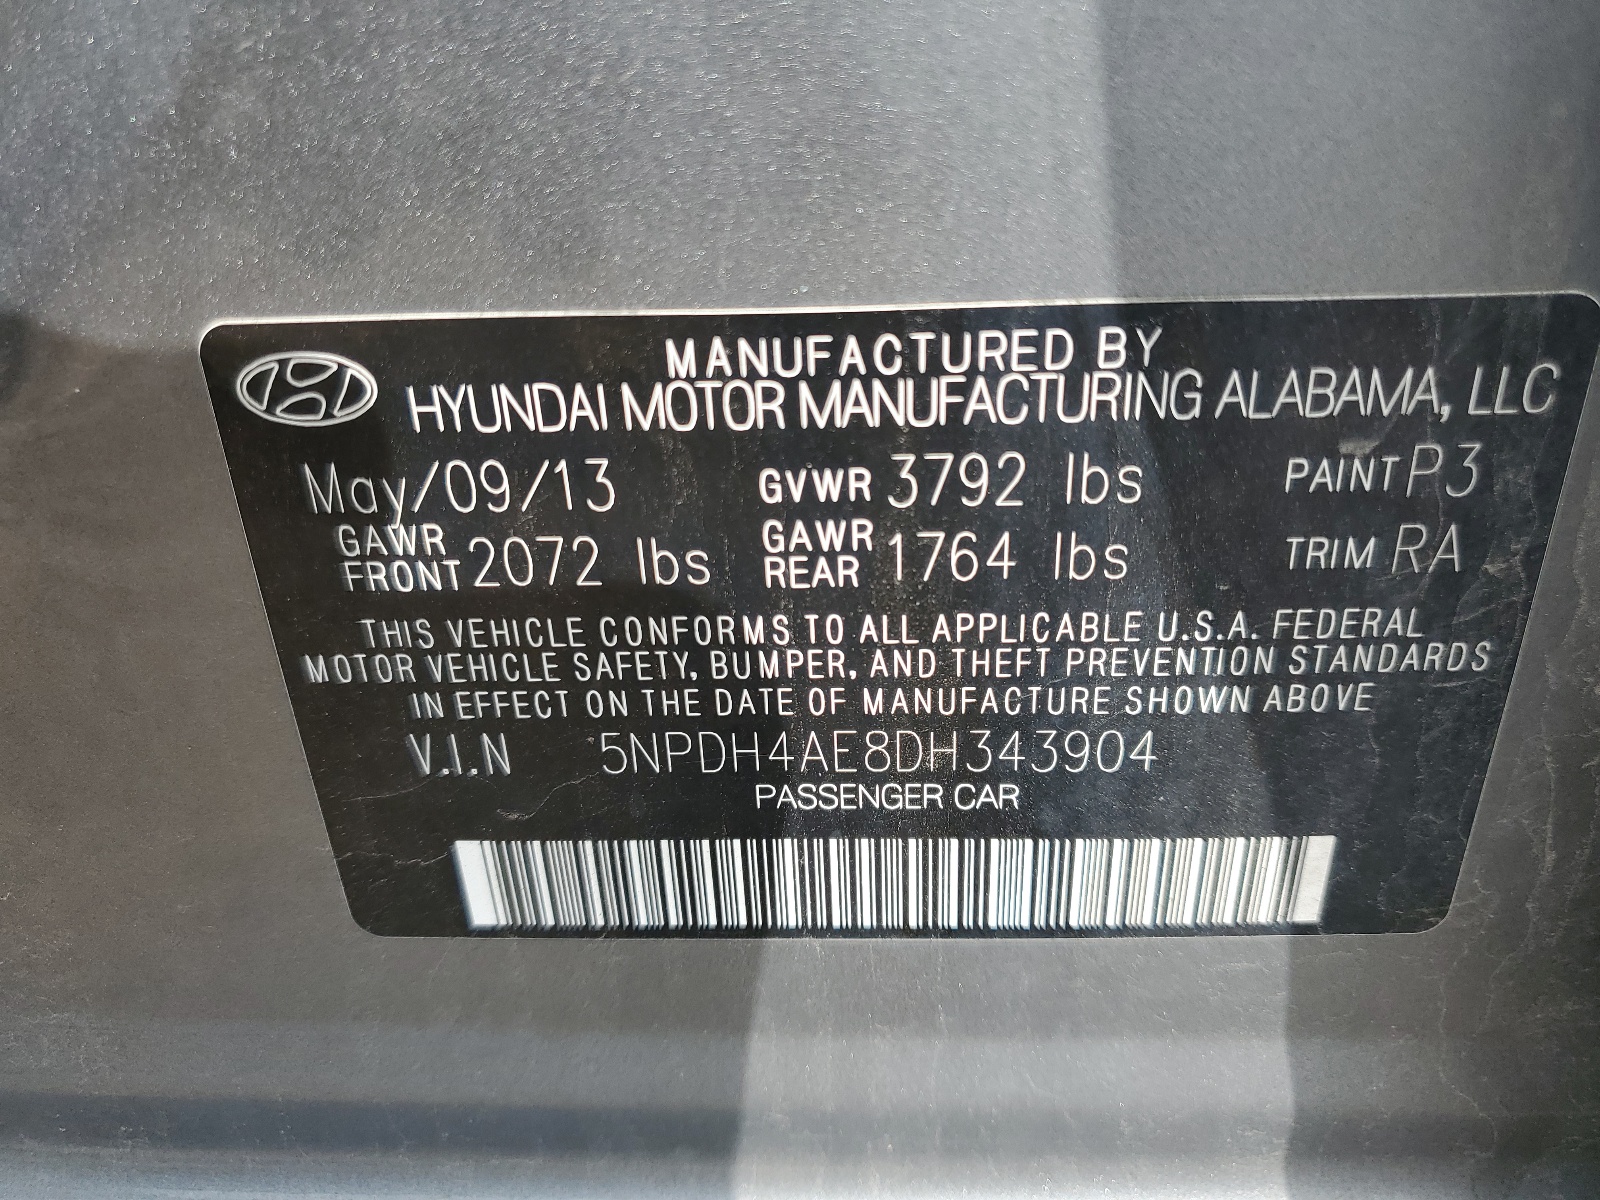 MANUFACTURED BY
HYUNDAI MOTOR MANUFACTURING ALABAMA, LLC
May/09/13 GVWR 3792 lbs PAINT P3
GAWR FRONT 2072 lbs GAWR REAR 1764 lbs TRIM RA
THIS VEHICLE CONFORMS TO ALL APPLICABLE U.S.A. FEDERAL
MOTOR VEHICLE SAFETY, BUMPER, AND THEFT PREVENTION STANDARDS
IN EFFECT ON THE DATE OF MANUFACTURE SHOWN ABOVE
V.I.N 5NPDH4AE8DH343904
PASSENGER CAR